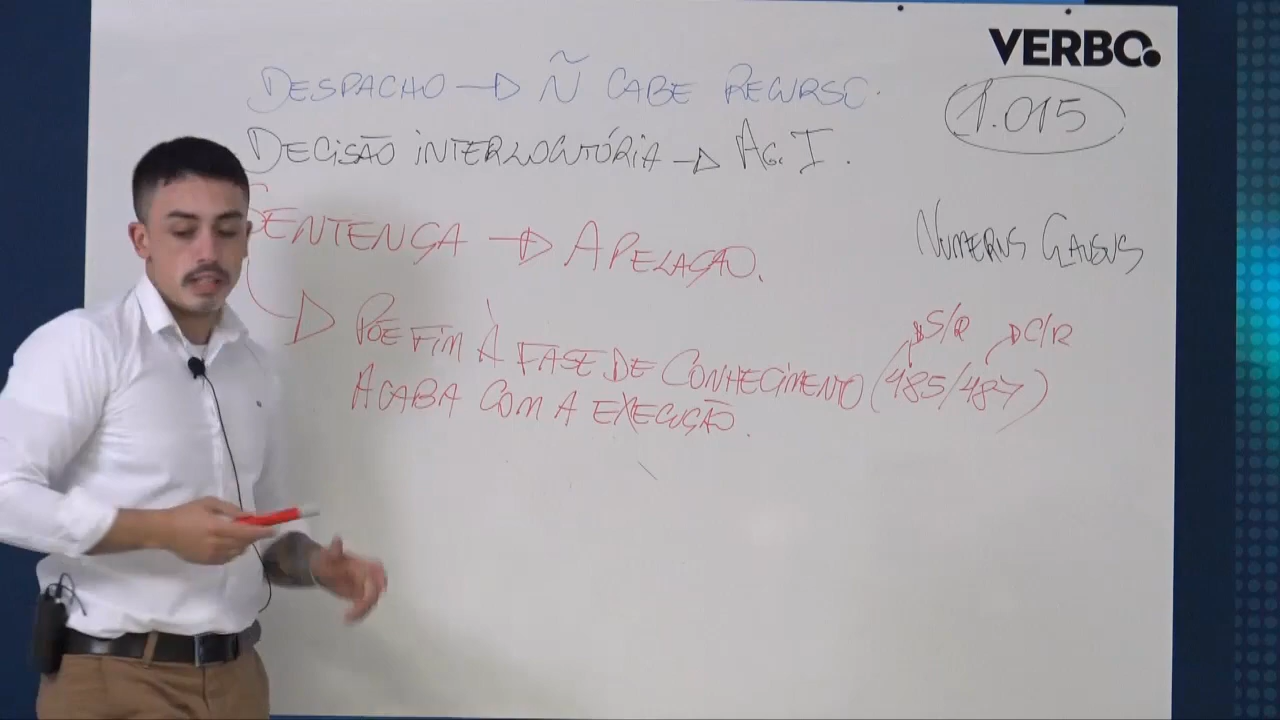 VERBO.
DESPACHO → Ñ CABE RECURSO.
1.015
DECISÃO INTERLOCUTÓRIA → AG. I.
SENTENÇA → APELAÇÃO.
NUMERUS CLAUSUS
S/R C/R
PÕE FIM À FASE DE CONHECIMENTO (485/487)
ACABA COM A EXECUÇÃO.